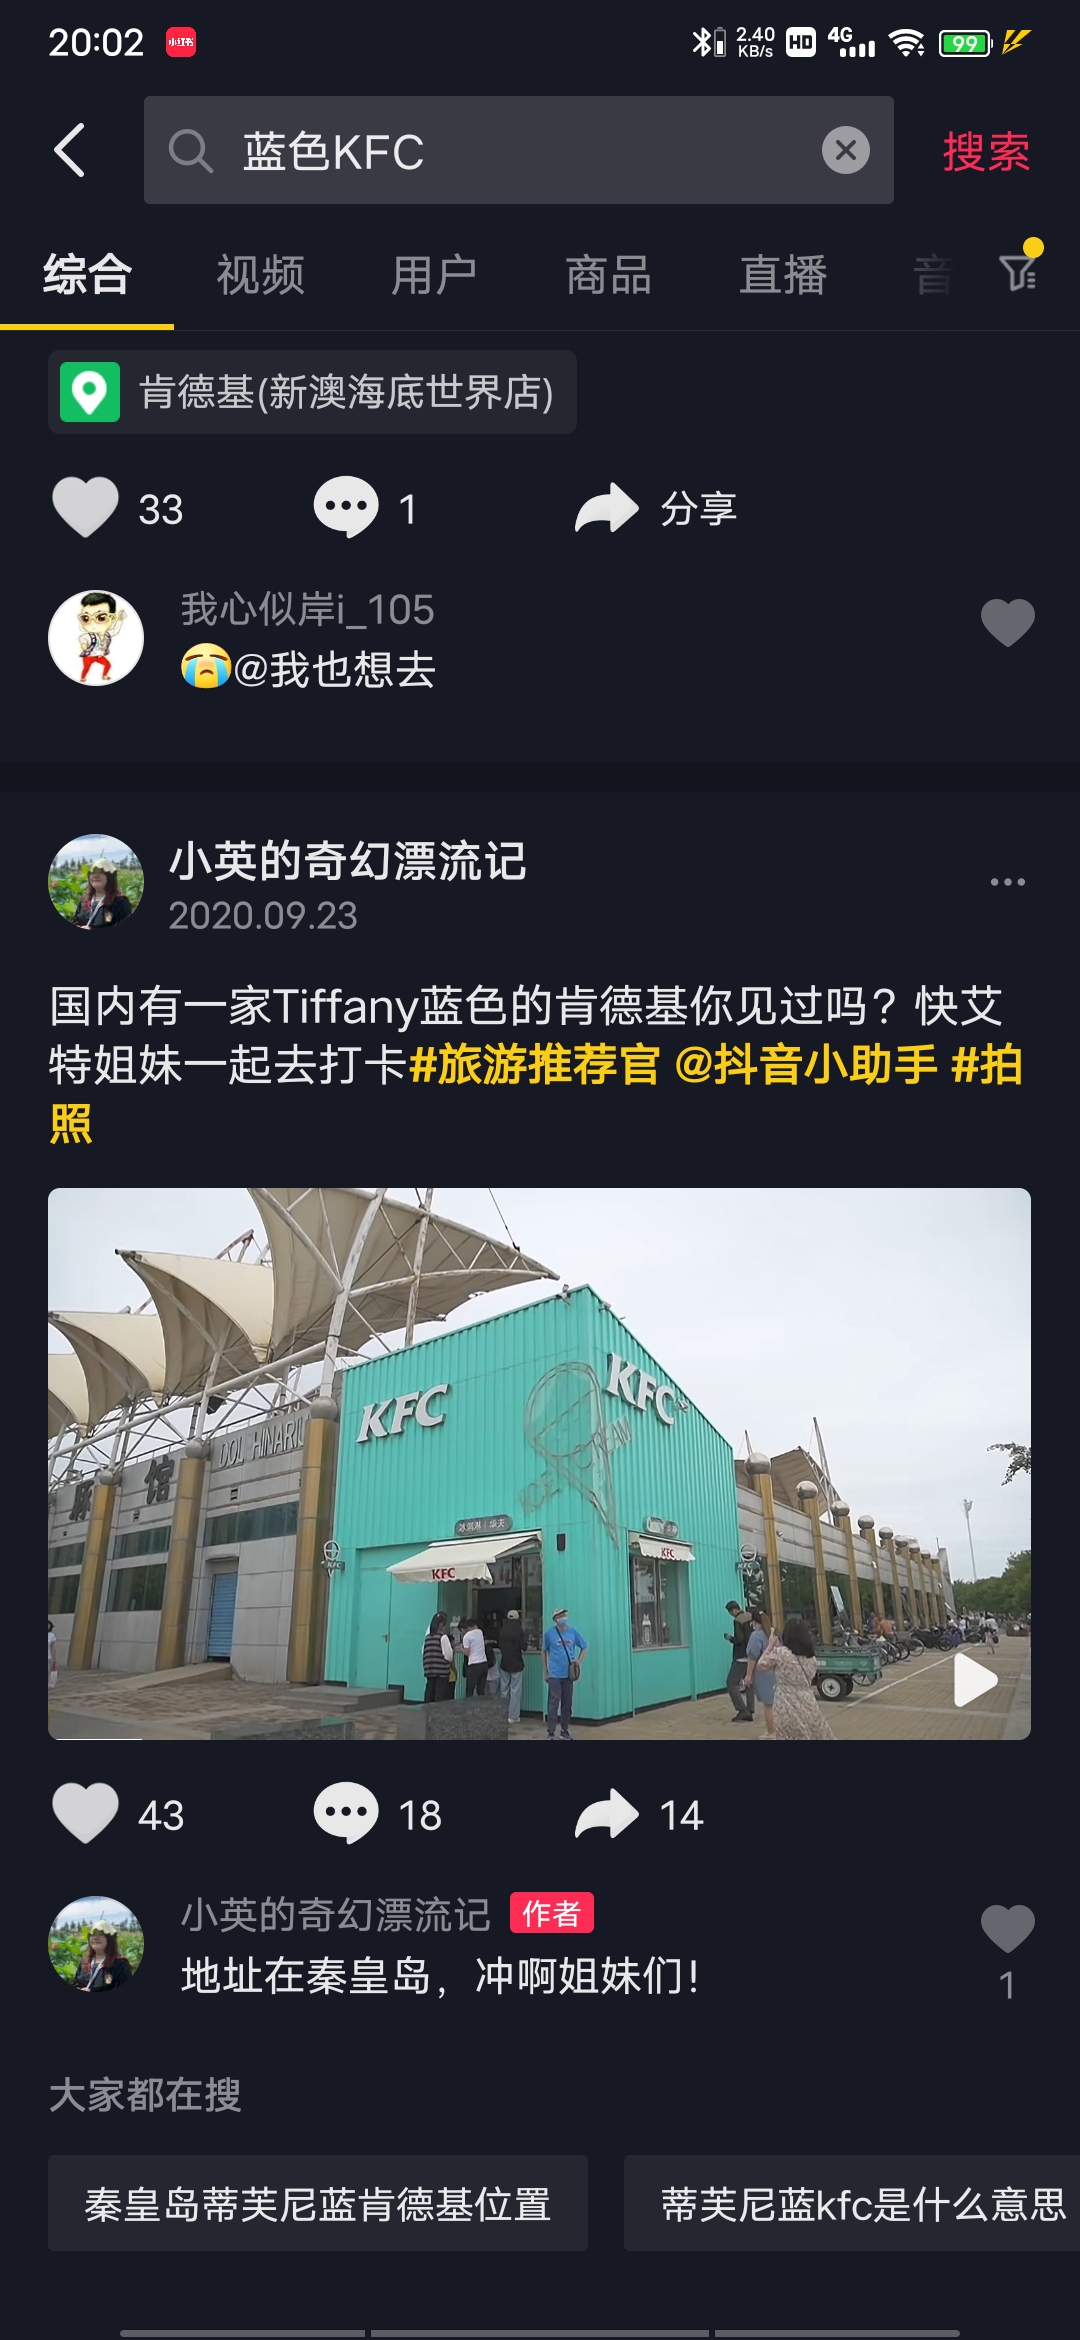 20:02
小红书
2.40
KB/s
HD
4G
99
蓝色KFC
搜索
综合
视频
用户
商品
直播
音
肯德基(新澳海底世界店)
33
1
分享
我心似岸i_105
@我也想去
小英的奇幻漂流记
2020.09.23
国内有一家Tiffany蓝色的肯德基你见过吗？快艾
特姐妹一起去打卡#旅游推荐官 @抖音小助手 #拍
照
KFC
KFC
ICE CREAM
馆
冰淇淋
KFC
KFC
43
18
14
小英的奇幻漂流记
作者
地址在秦皇岛，冲啊姐妹们！
1
大家都在搜
秦皇岛蒂芙尼蓝肯德基位置
蒂芙尼蓝kfc是什么意思